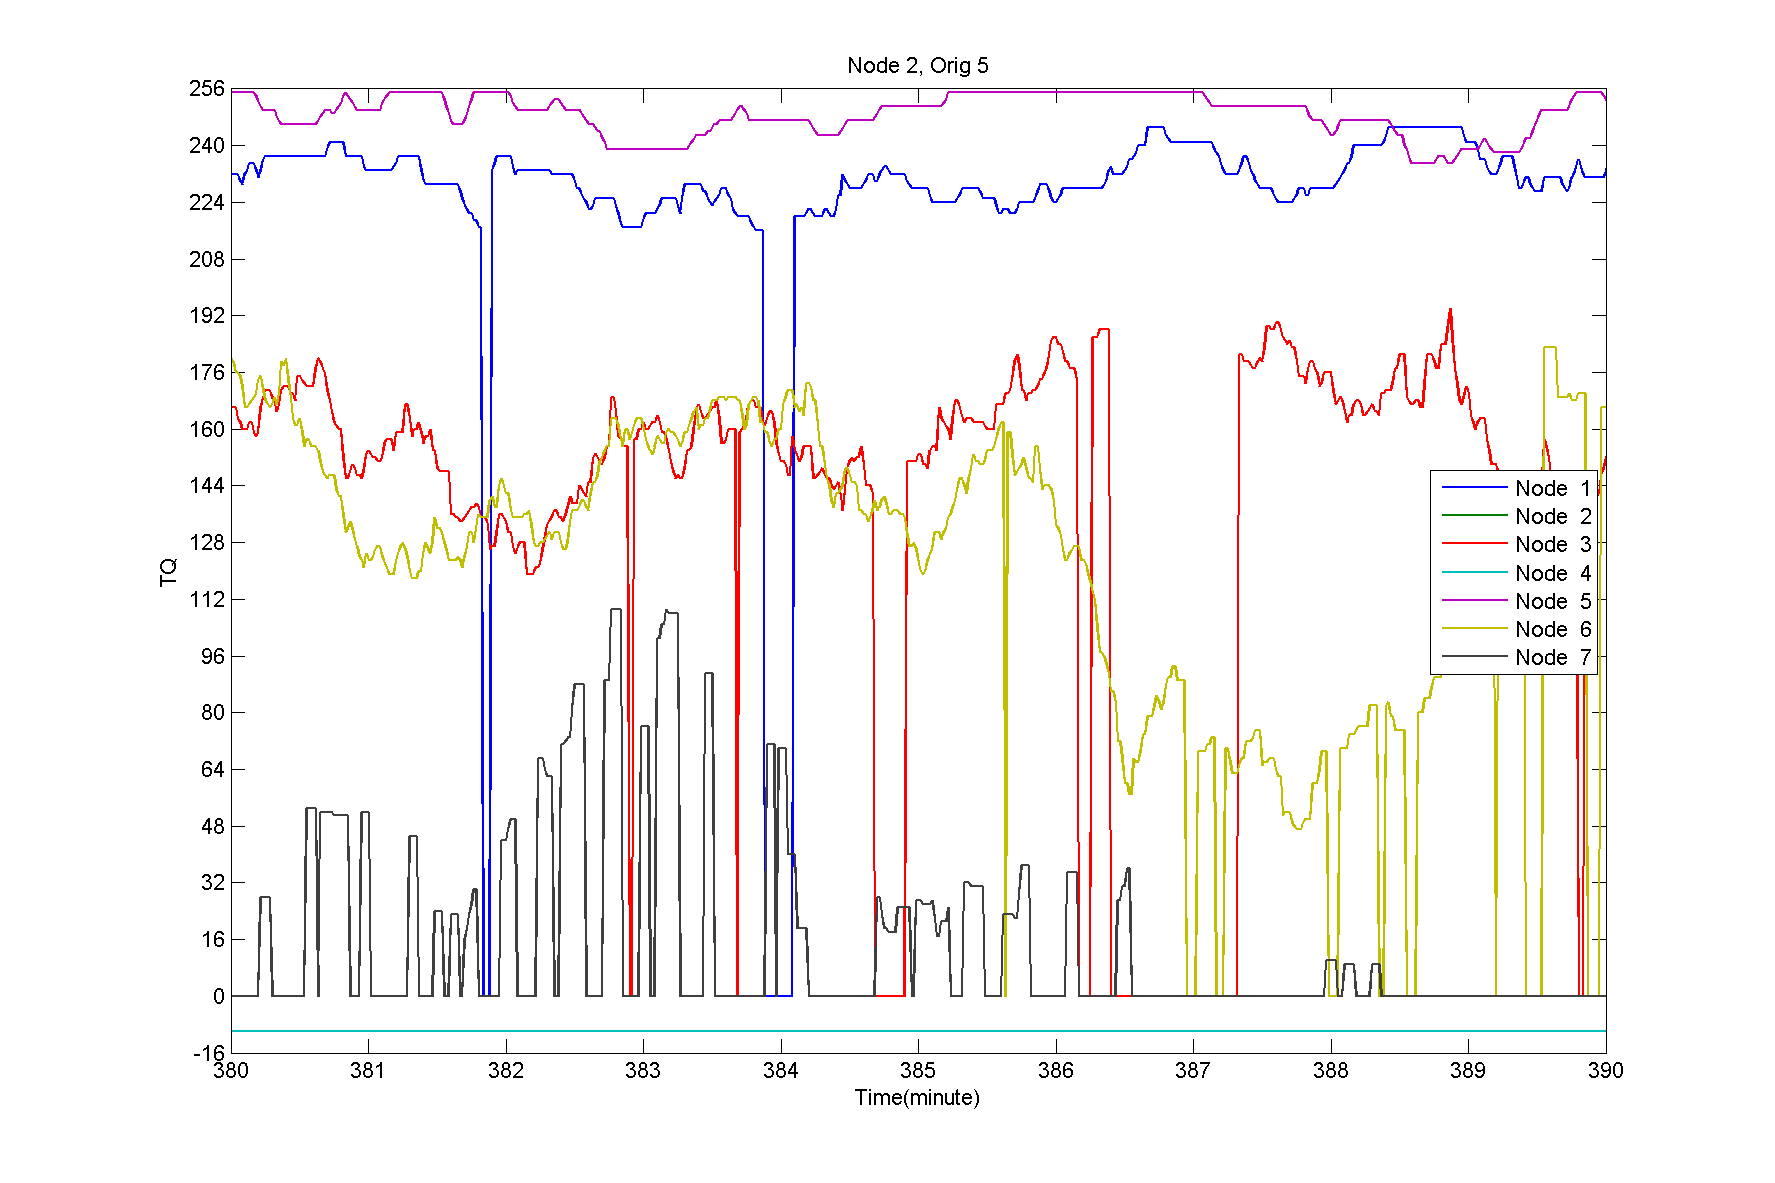 Node 2, Orig 5
256
240
224
208
192
176
160
144
128
112
96
80
64
48
32
16
0
-16
TQ
Node 1
Node 2
Node 3
Node 4
Node 5
Node 6
Node 7
380 381 382 383 384 385 386 387 388 389 390
Time(minute)